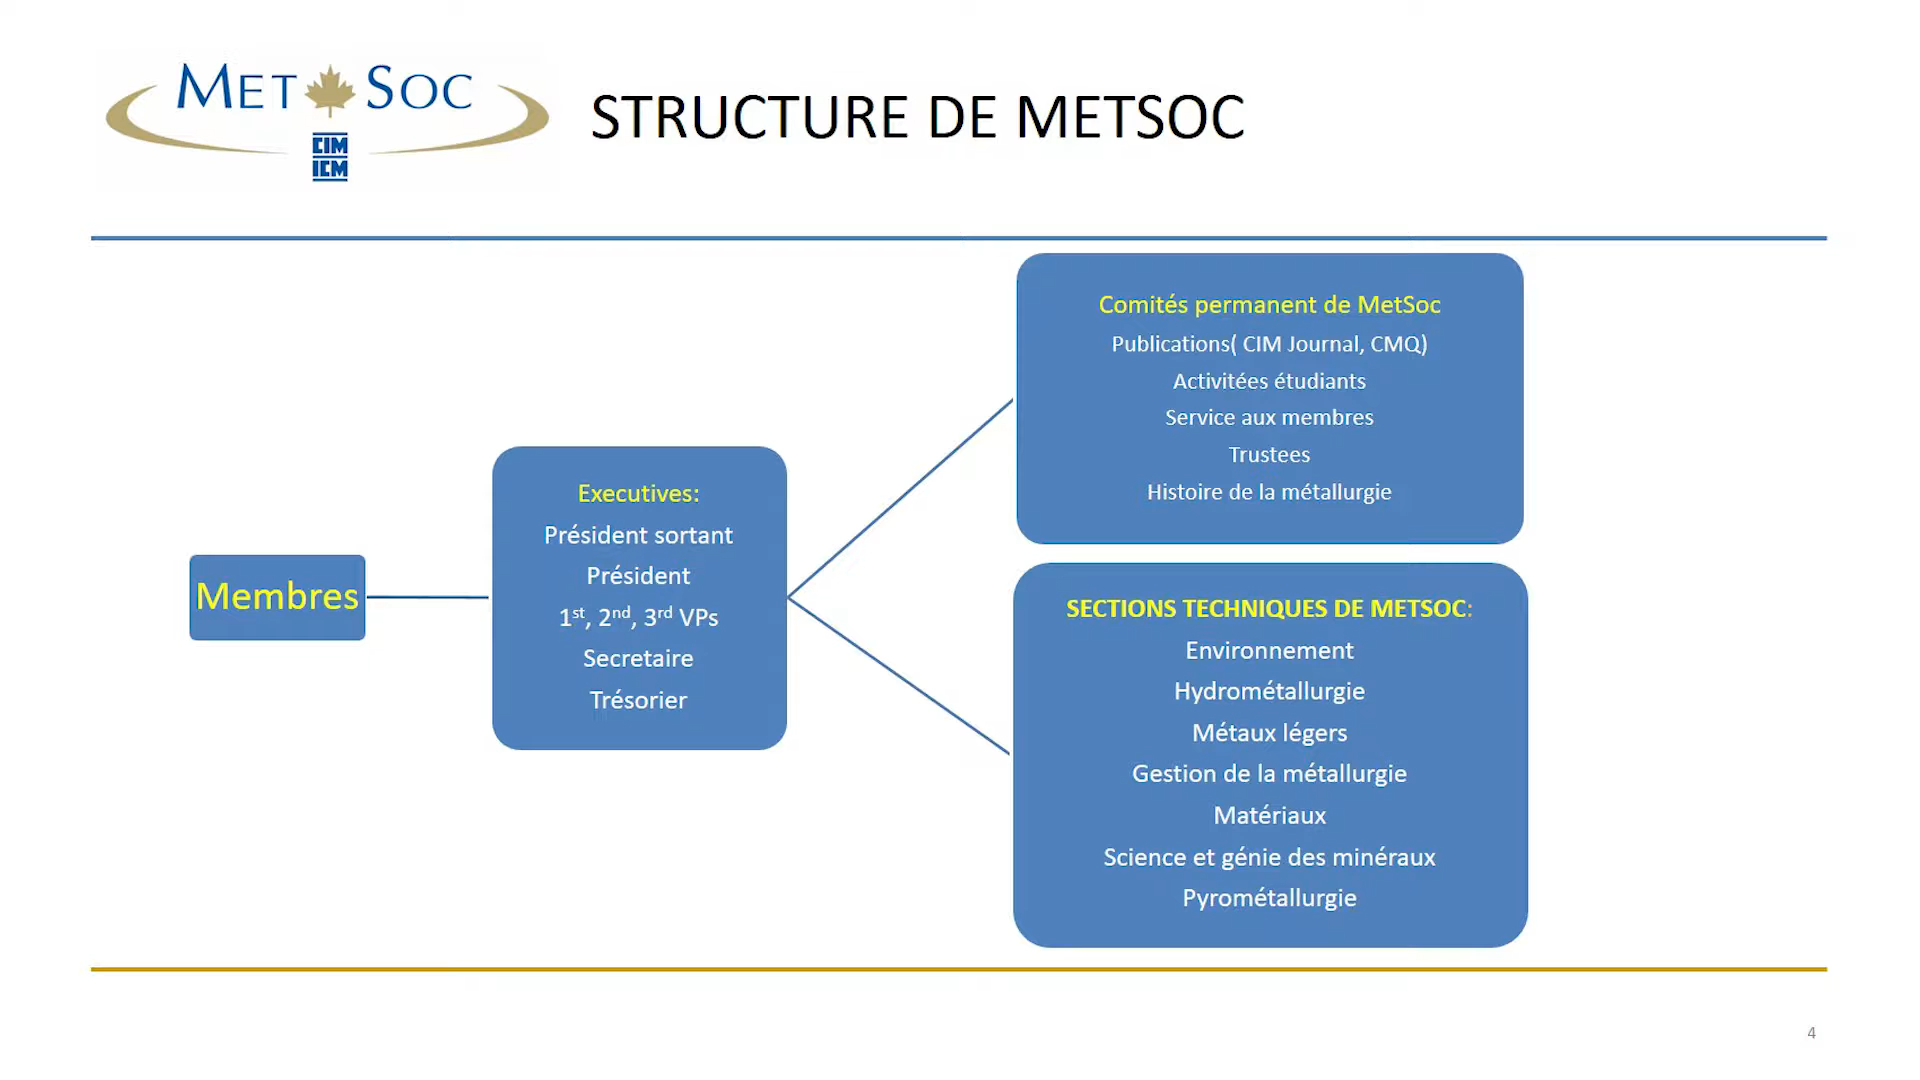 MET SOC
CIM
ICM
STRUCTURE DE METSOC
Membres
Executives:
Président sortant
Président
1st, 2nd, 3rd VPs
Secretaire
Trésorier
Comités permanent de MetSoc
Publications( CIM Journal, CMQ)
Activitées étudiants
Service aux membres
Trustees
Histoire de la métallurgie
SECTIONS TECHNIQUES DE METSOC:
Environnement
Hydrométallurgie
Métaux légers
Gestion de la métallurgie
Matériaux
Science et génie des minéraux
Pyrométallurgie
4